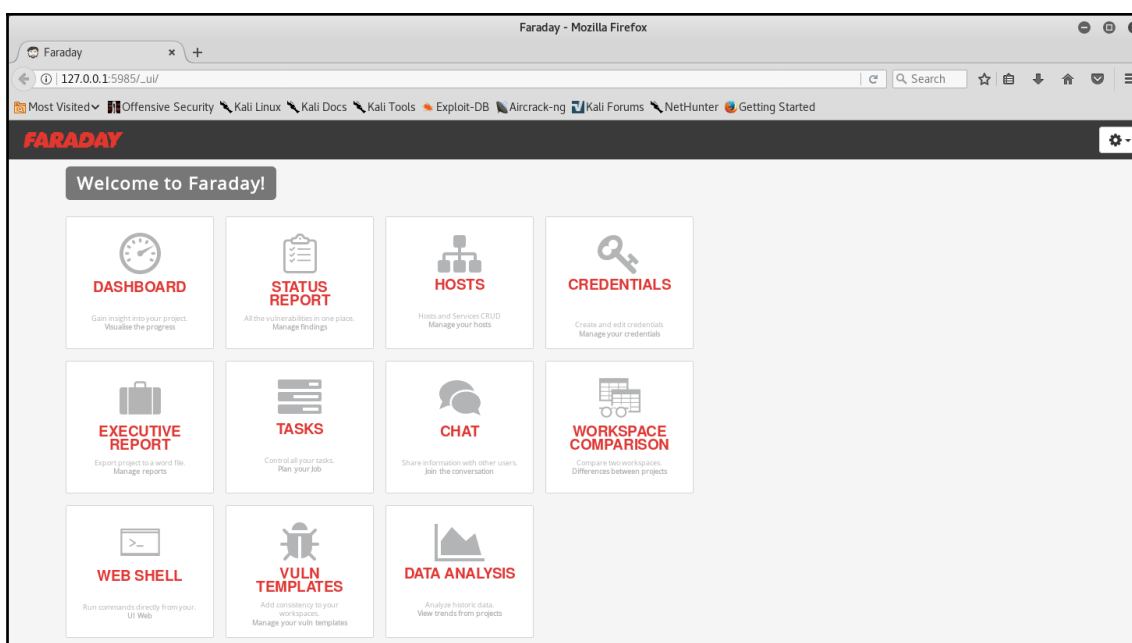 Faraday - Mozilla Firefox
Faraday
127.0.0.1:5985/_ui/
Search
Most Visited
Offensive Security
Kali Linux
Kali Docs
Kali Tools
Exploit-DB
Aircrack-ng
Kali Forums
NetHunter
Getting Started
FARADAY
Welcome to Faraday!
DASHBOARD
Gain insight into your project.
Visualise the progress
STATUS
REPORT
All the vulnerabilities in one place.
Manage findings
HOSTS
Hosts and Services CRUD
Manage your hosts
CREDENTIALS
Create and edit credentials
Manage your credentials
EXECUTIVE
REPORT
Export project to a word file.
Manage reports
TASKS
Control all your tasks.
Plan your Job
CHAT
Share information with other users.
Join the conversation
WORKSPACE
COMPARISON
Compare two workspaces.
Differences between projects
>_
WEB SHELL
Run commands directly from your.
UI Web
VULN
TEMPLATES
Add consistency to your
workspaces.
Manage your vuln templates
DATA ANALYSIS
Analyze historic data.
View trends from projects